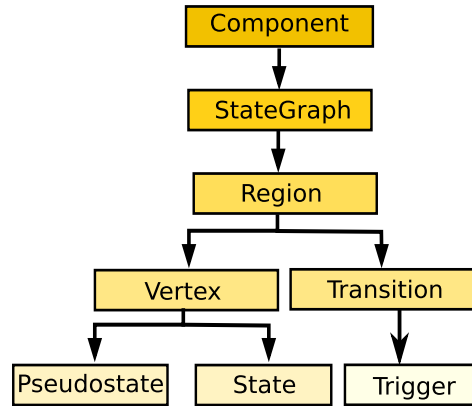 Component
StateGraph
Region
Vertex
Transition
Pseudostate
State
Trigger